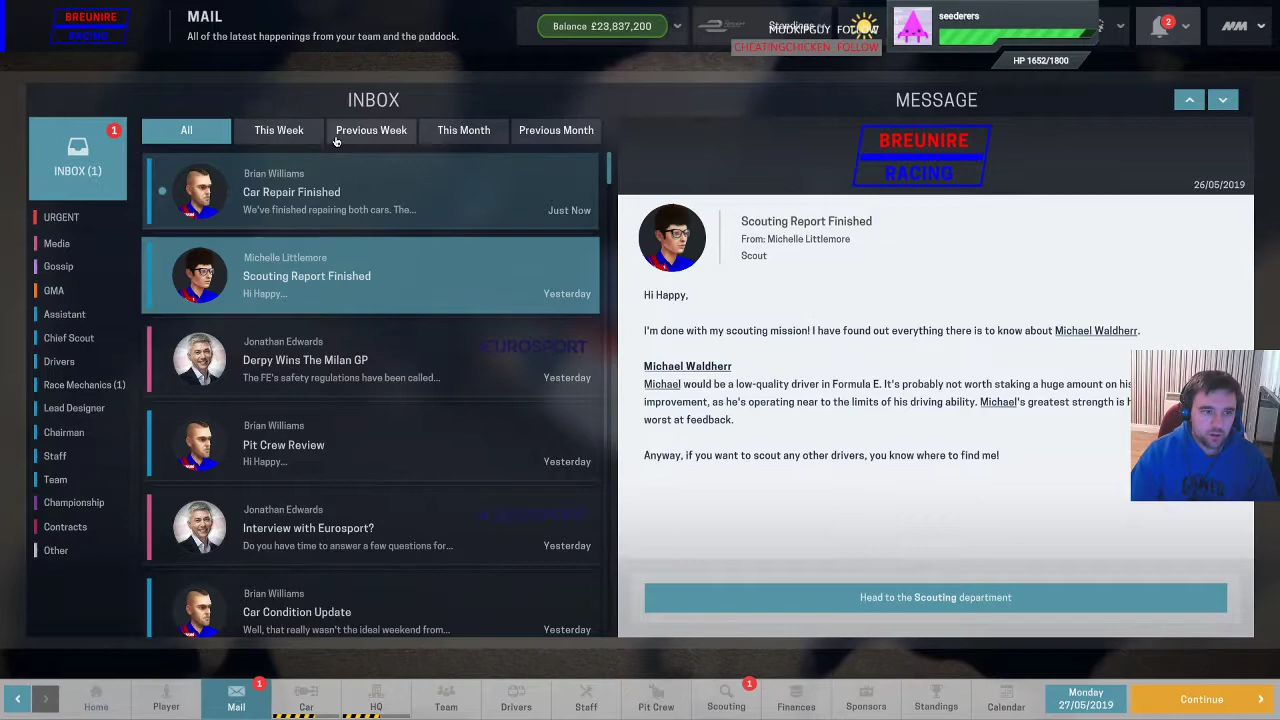 BREUNIRE
RACING
MAIL
All of the latest happenings from your team and the paddock.
Balance £23,837,200
Standings
MUDKIPGUY FOLLOW
CHEATINGCHICKEN FOLLOW
seederers
HP 1652/1800
2
INBOX
MESSAGE
1
INBOX (1)
All
This Week
Previous Week
This Month
Previous Month
URGENT
Media
Gossip
GMA
Assistant
Chief Scout
Drivers
Race Mechanics (1)
Lead Designer
Chairman
Staff
Team
Championship
Contracts
Other
Brian Williams
Car Repair Finished
We've finished repairing both cars. The...
Just Now
Michelle Littlemore
Scouting Report Finished
Hi Happy,...
Yesterday
Jonathan Edwards
EUROSPORT
Derpy Wins The Milan GP
The FE's safety regulations have been called...
Yesterday
Brian Williams
Pit Crew Review
Hi Happy,...
Yesterday
Jonathan Edwards
Interview with Eurosport?
Do you have time to answer a few questions for...
Yesterday
Brian Williams
Car Condition Update
Well, that really wasn't the ideal weekend from...
Yesterday
BREUNIRE
RACING
26/05/2019
Scouting Report Finished
From: Michelle Littlemore
Scout
Hi Happy,
I'm done with my scouting mission! I have found out everything there is to know about Michael Waldherr.
Michael Waldherr
Michael would be a low-quality driver in Formula E. It's probably not worth staking a huge amount on his
improvement, as he's operating near to the limits of his driving ability. Michael's greatest strength is
worst at feedback.
Anyway, if you want to scout any other drivers, you know where to find me!
Head to the Scouting department
Home
Player
Mail
1
Car
HQ
Team
Drivers
Staff
Pit Crew
Scouting
1
Finances
Sponsors
Standings
Calendar
Monday
27/05/2019
Continue